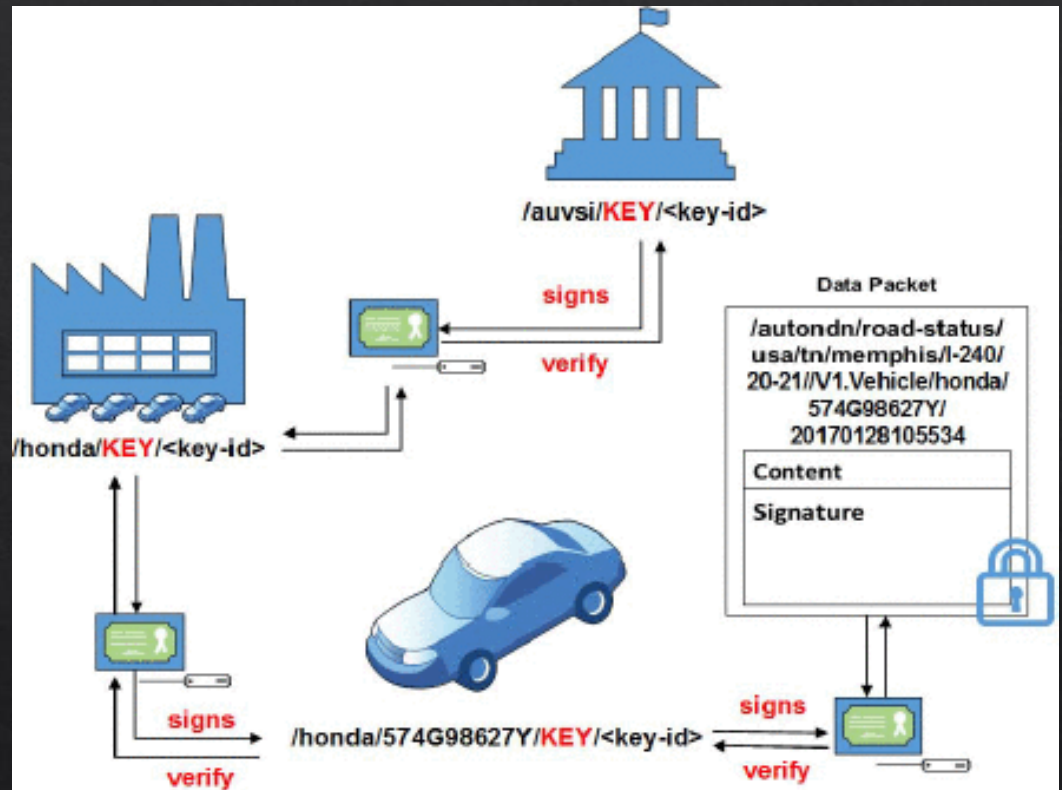 /auvsi/KEY/<key-id>
signs
verify
/honda/KEY/<key-id>
Data Packet
/autondn/road-status/
usa/tn/memphis/I-240/
20-21//V1.Vehicle/honda/
574G98627Y/
20170128105534
Content
Signature
signs
/honda/574G98627Y/KEY/<key-id>
verify
signs
verify